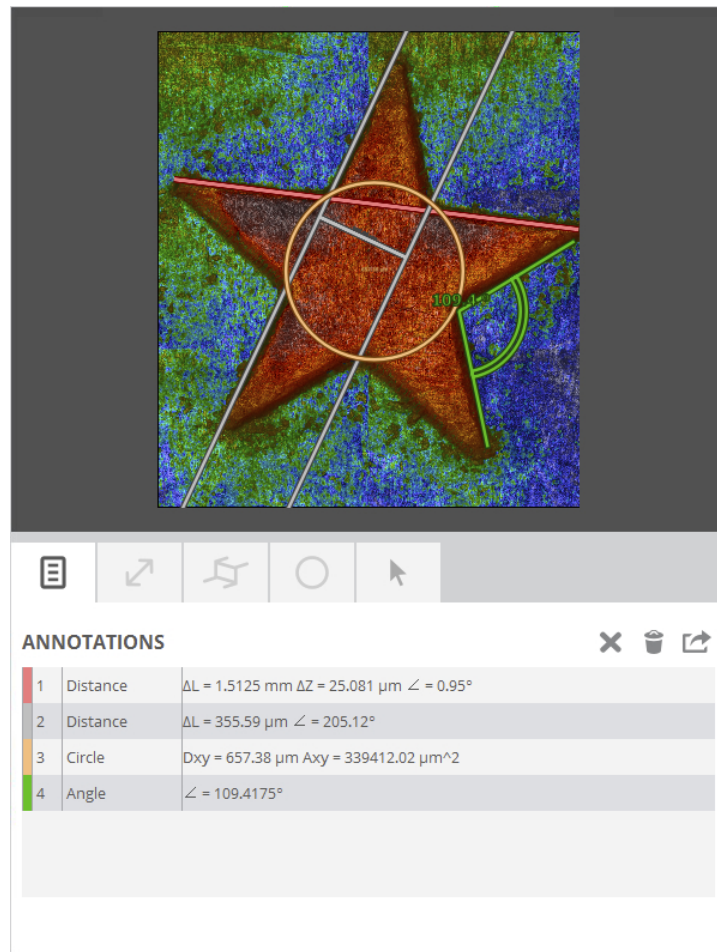 109.4
ANNOTATIONS
1 Distance ΔL = 1.5125 mm ΔZ = 25.081 µm ∠ = 0.95°
2 Distance ΔL = 355.59 µm ∠ = 205.12°
3 Circle Dxy = 657.38 µm Axy = 339412.02 µm^2
4 Angle ∠ = 109.4175°